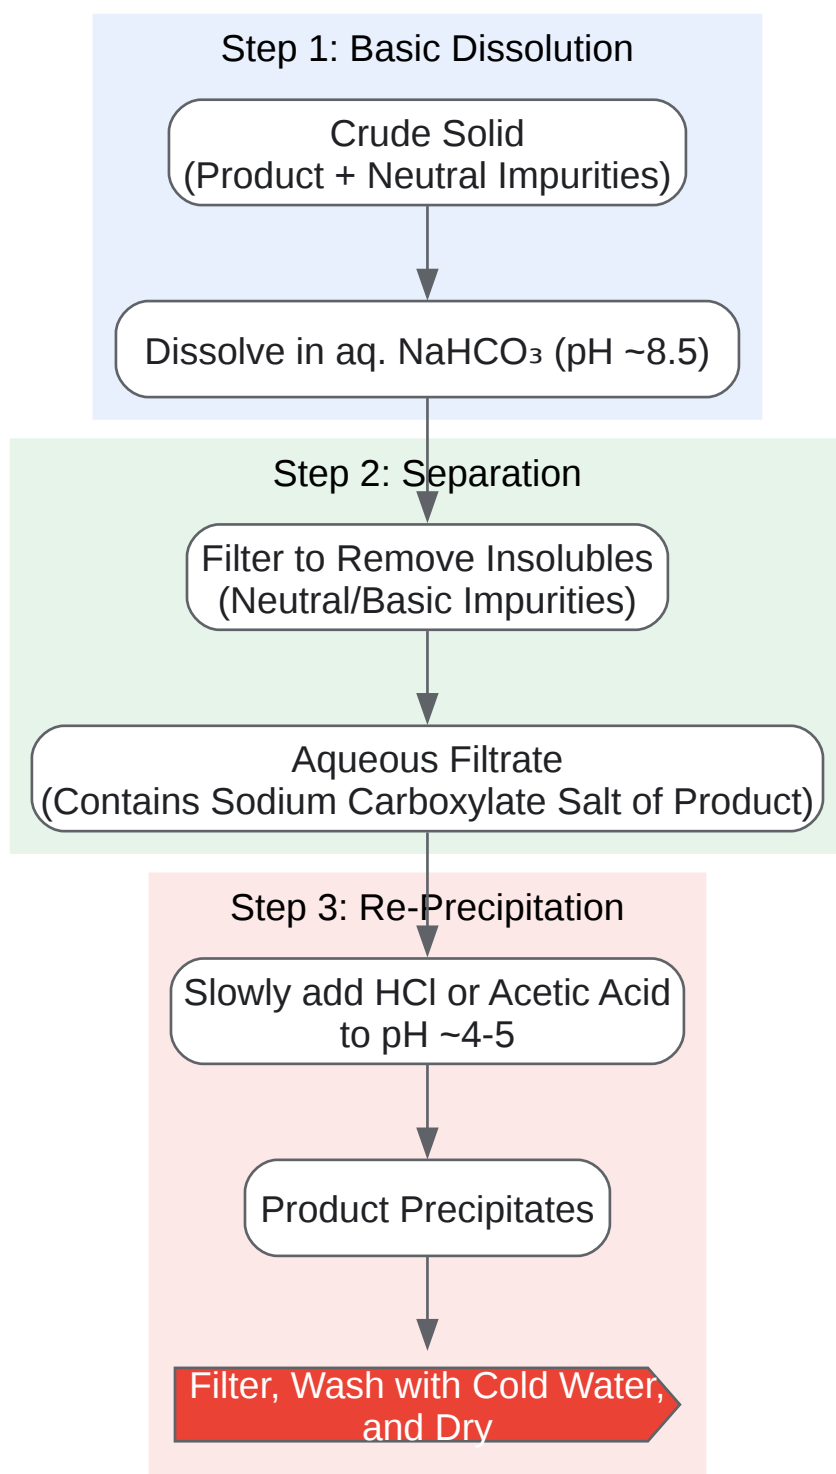 Step 1: Basic Dissolution
Crude Solid
(Product + Neutral Impurities)
Dissolve in aq. NaHCO₃ (pH ~8.5)
Step 2: Separation
Filter to Remove Insolubles
(Neutral/Basic Impurities)
Aqueous Filtrate
(Contains Sodium Carboxylate Salt of Product)
Step 3: Re-Precipitation
Slowly add HCl or Acetic Acid
to pH ~4-5
Product Precipitates
Filter, Wash with Cold Water,
and Dry